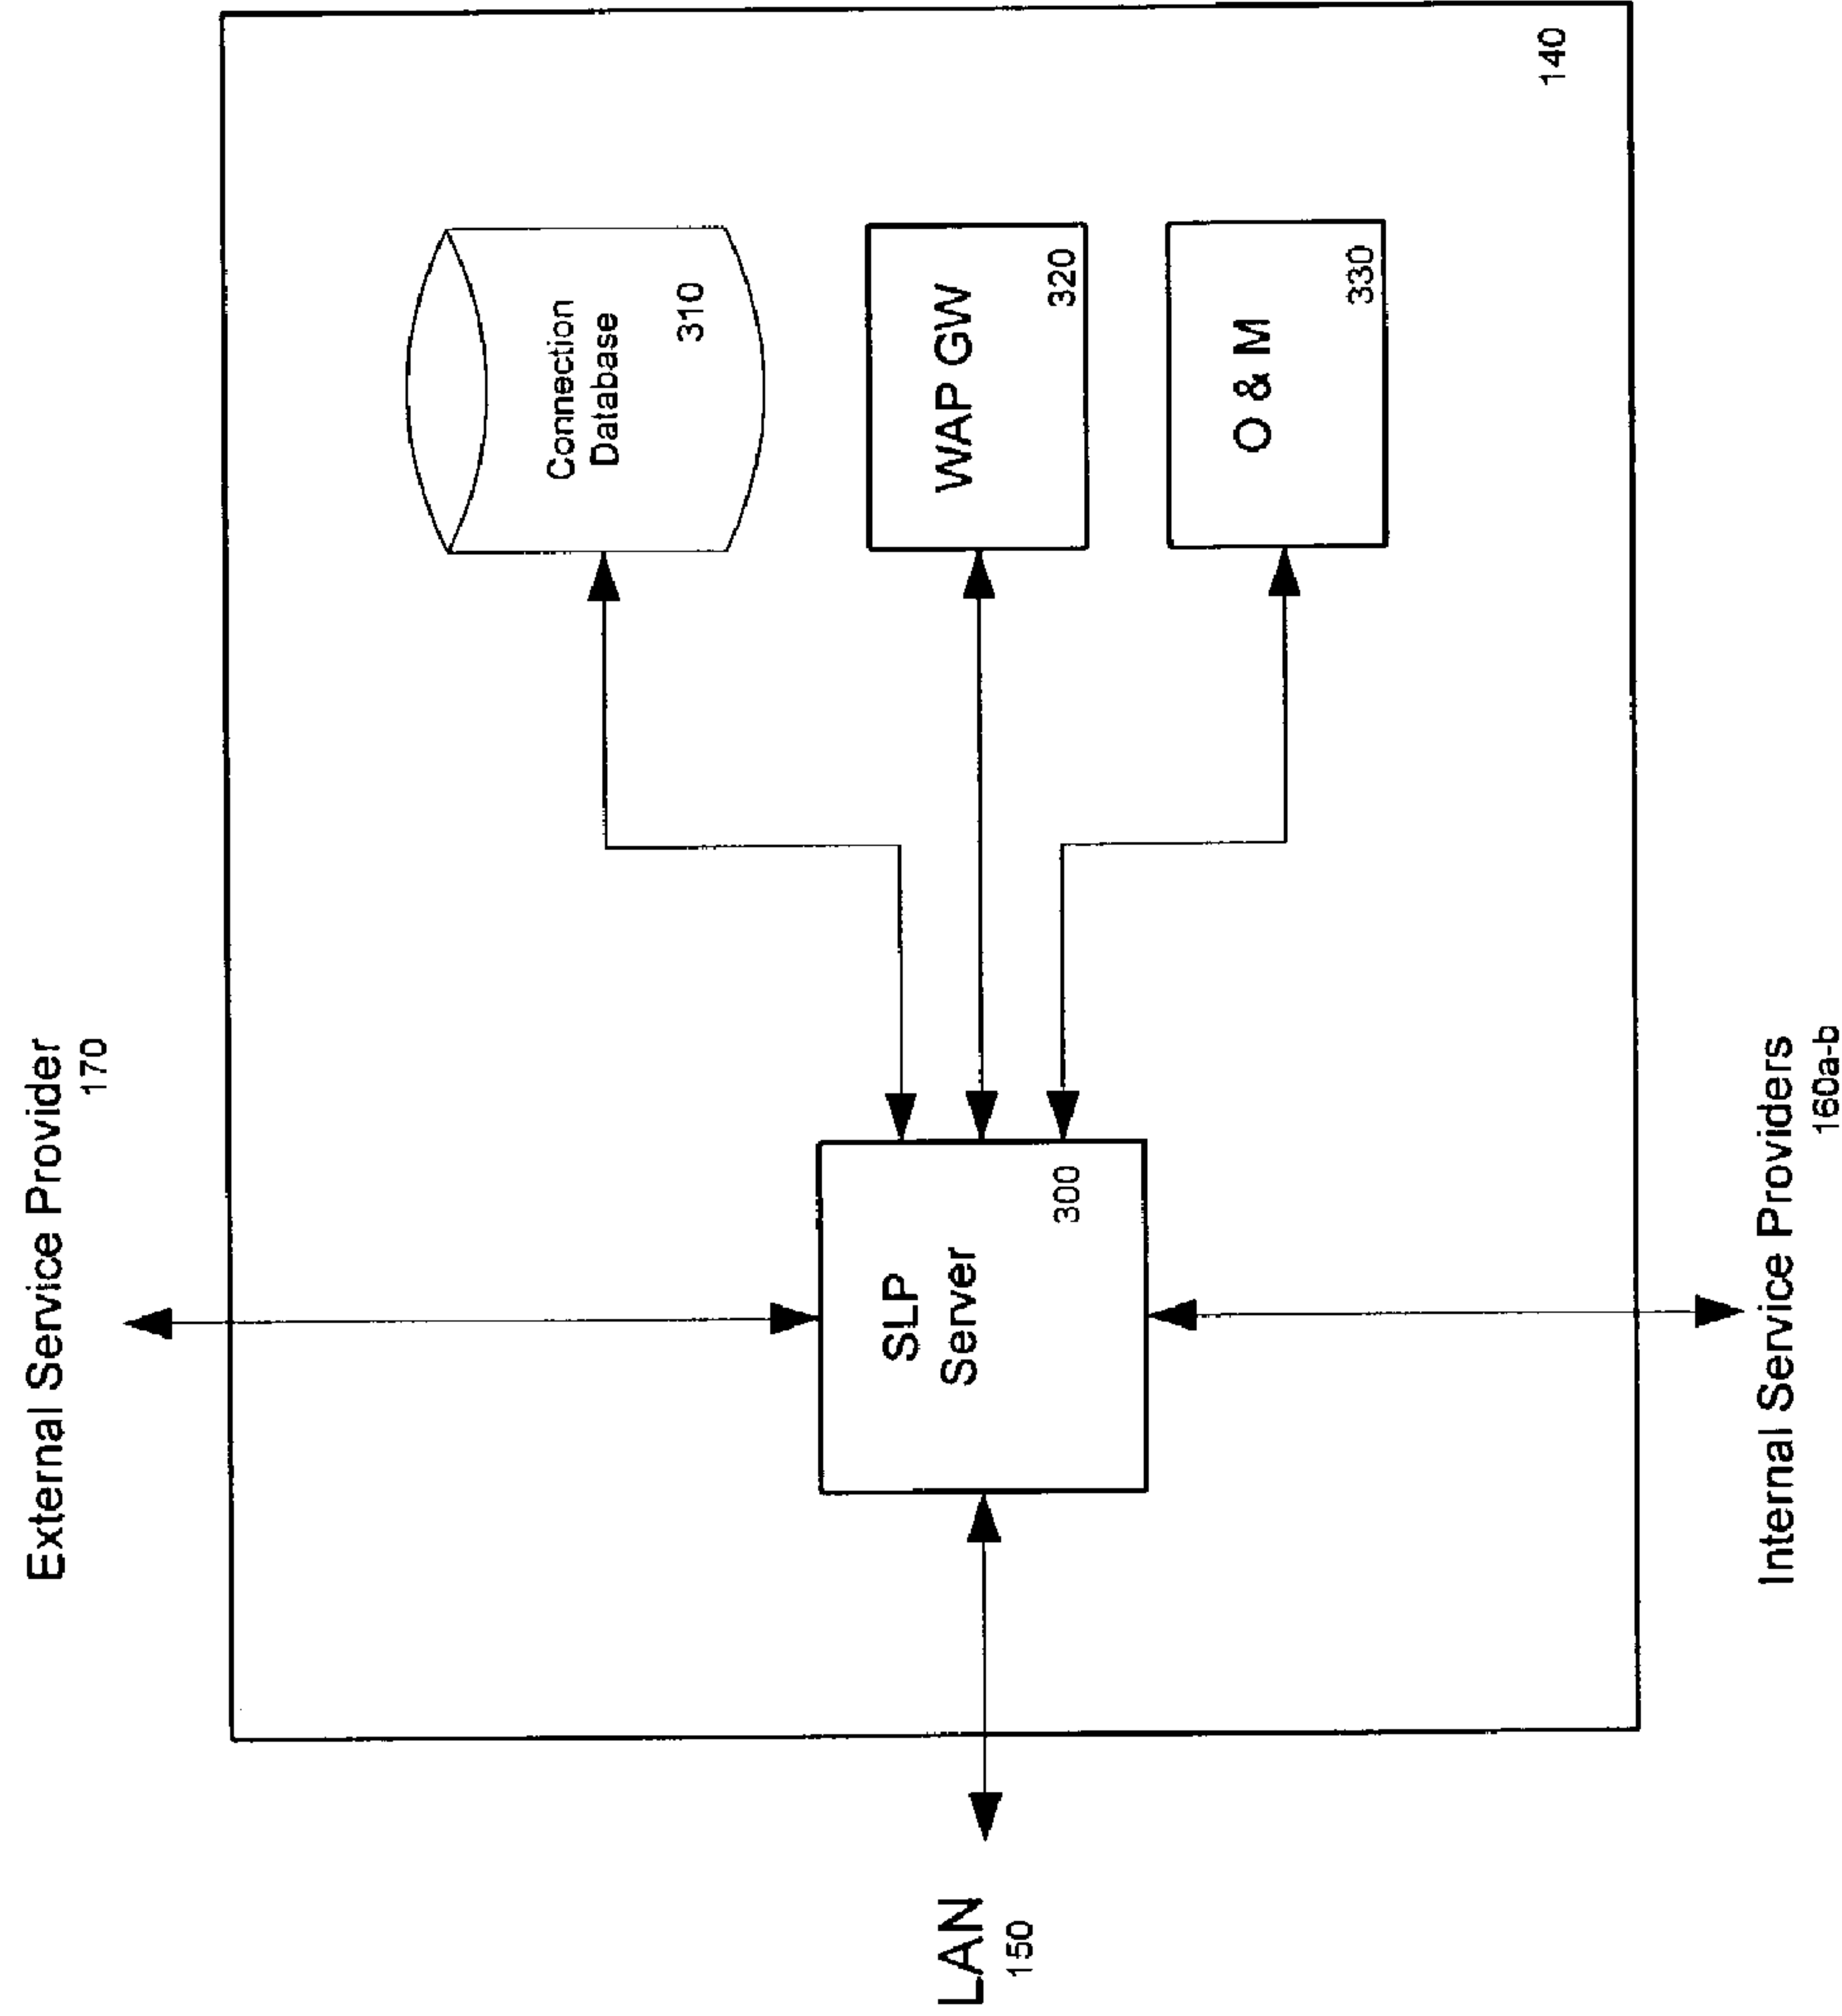 External Service Provider
170
Connection
Database
310
SLP
Server
300
WAP GW
320
LAN
150
O & M
330
140
Internal Service Providers
160a-b